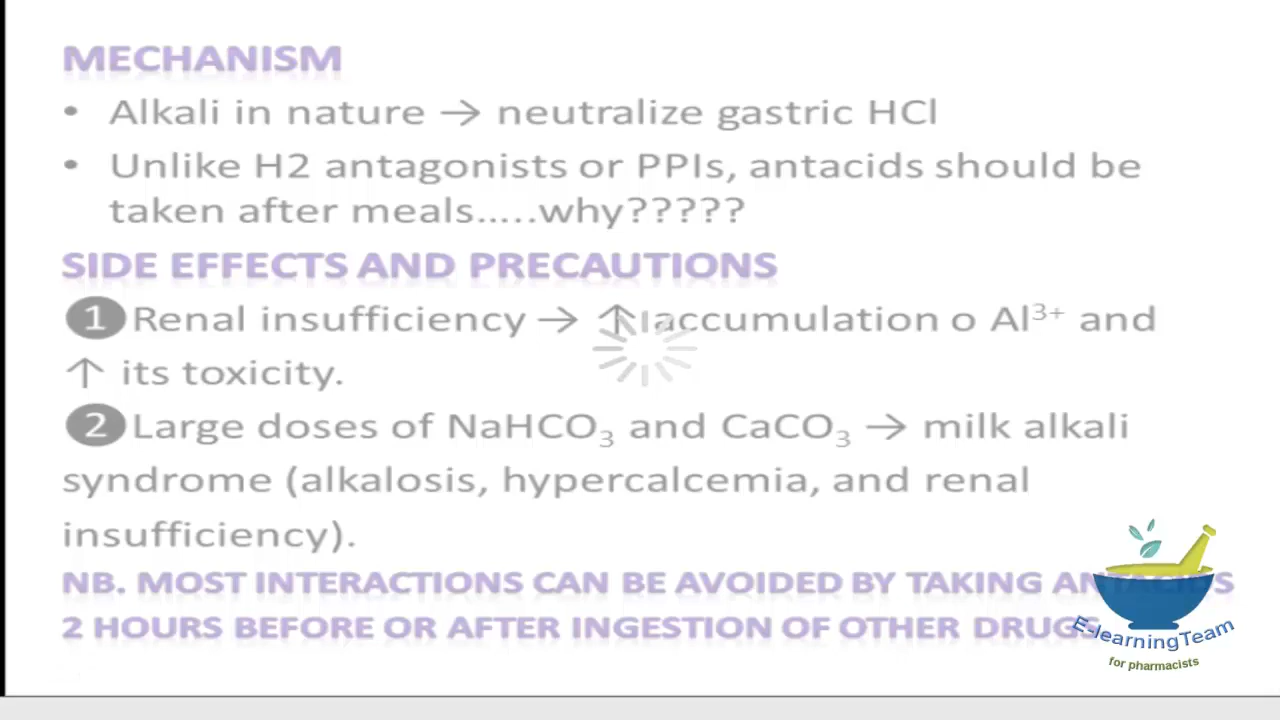 MECHANISM
• Alkali in nature → neutralize gastric HCl
• Unlike H2 antagonists or PPIs, antacids should be
taken after meals…..why?????
SIDE EFFECTS AND PRECAUTIONS
1 Renal insufficiency → ↑ accumulation o Al³⁺ and
↑ its toxicity.
2 Large doses of NaHCO₃ and CaCO₃ → milk alkali
syndrome (alkalosis, hypercalcemia, and renal
insufficiency).
NB. MOST INTERACTIONS CAN BE AVOIDED BY TAKING ANTACIDS
2 HOURS BEFORE OR AFTER INGESTION OF OTHER DRUGS
E-learningTeam
for pharmacists